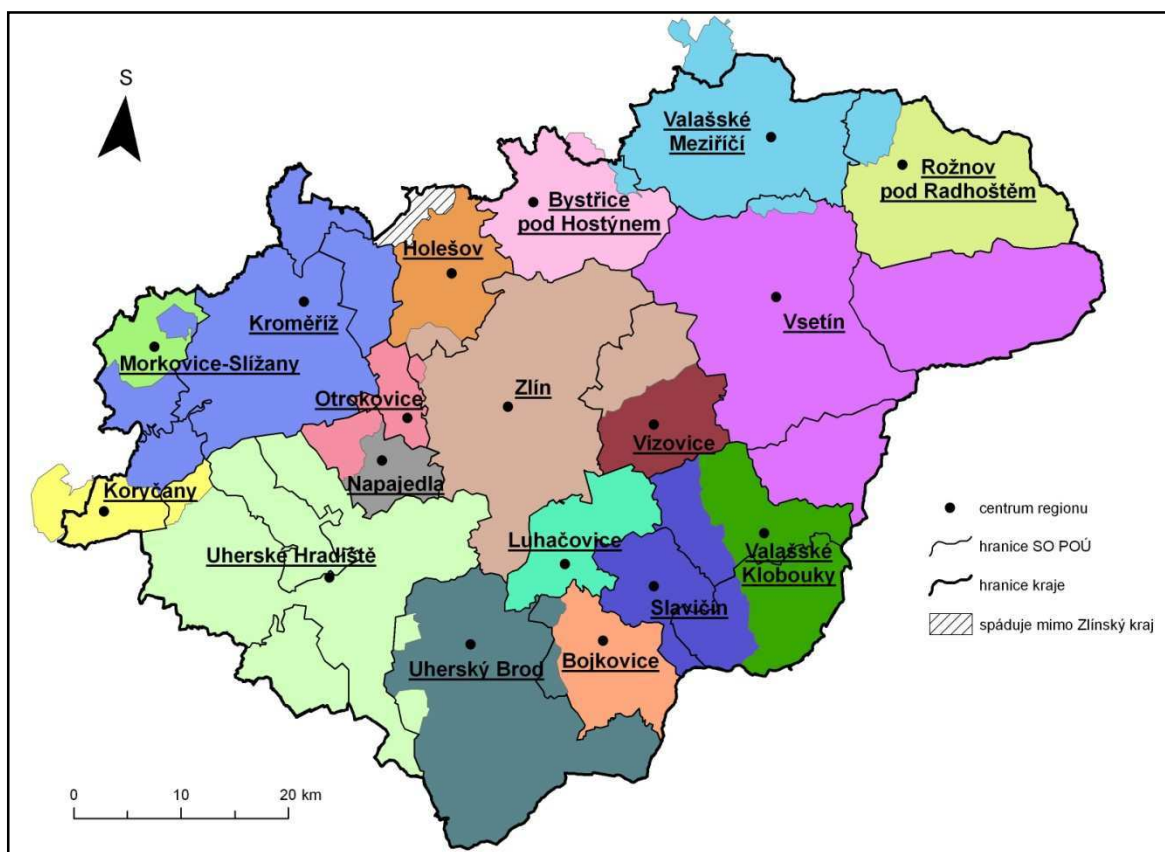 S
Valašské
Meziříčí
Rožnov
pod Radhoštěm
Bystřice
pod Hostýnem
Holešov
Kroměříž
Vsetín
Morkovice-Slížany
Zlín
Otrokovice
Vizovice
Napajedla
Koryčany
Luhačovice
Valašské
Klobouky
Uherské Hradiště
Slavičín
Uherský Brod
Bojkovice
centrum regionu
hranice SO POÚ
hranice kraje
spáduje mimo Zlínský kraj
0 10 20 km